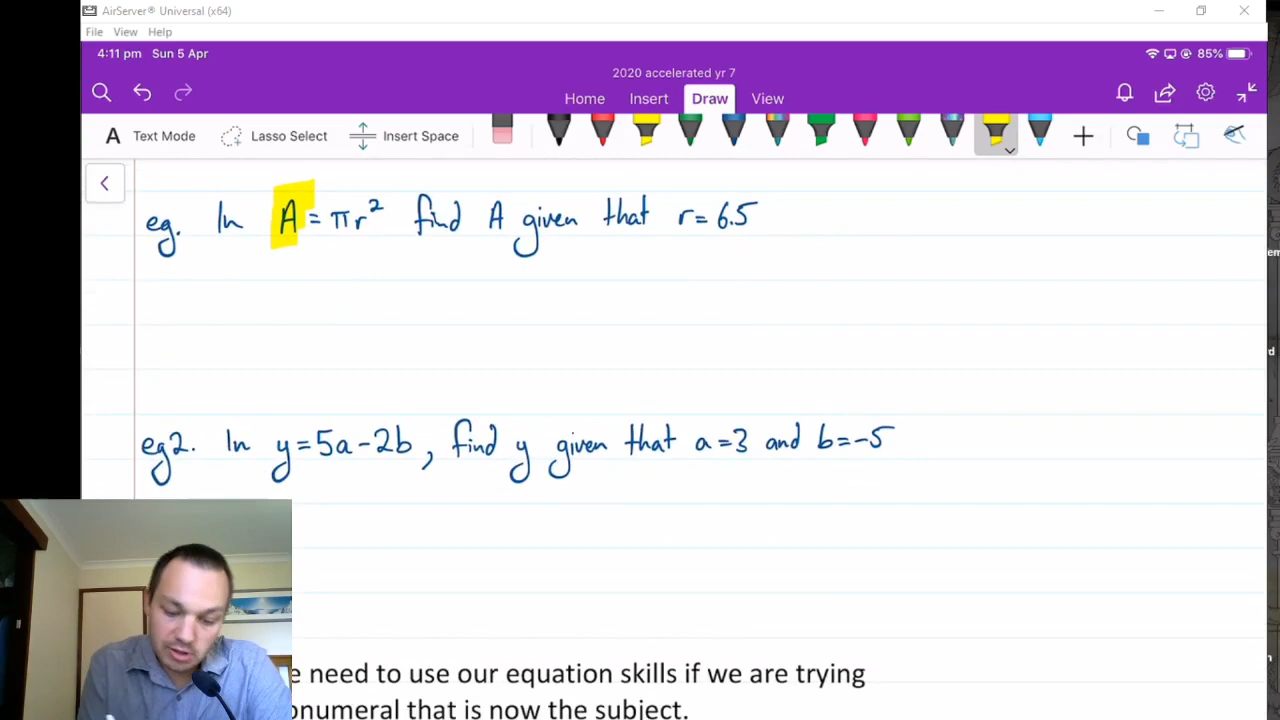 AirServer® Universal (x64)
File View Help
4:11 pm Sun 5 Apr
85%
2020 accelerated yr 7
Home Insert Draw View
A Text Mode Lasso Select Insert Space
eg. In A = πr² find A given that r = 6.5
eg2. In y = 5a - 2b, find y given that a = 3 and b = -5
need to use our equation skills if we are trying
that is now the subject.